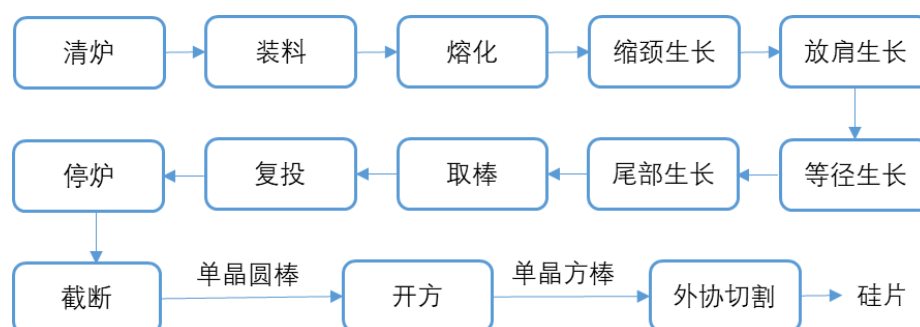 清炉 装料 熔化 缩颈生长 放肩生长
停炉 复投 取棒 尾部生长 等径生长
单晶圆棒 单晶方棒
截断 开方 外协切割 硅片